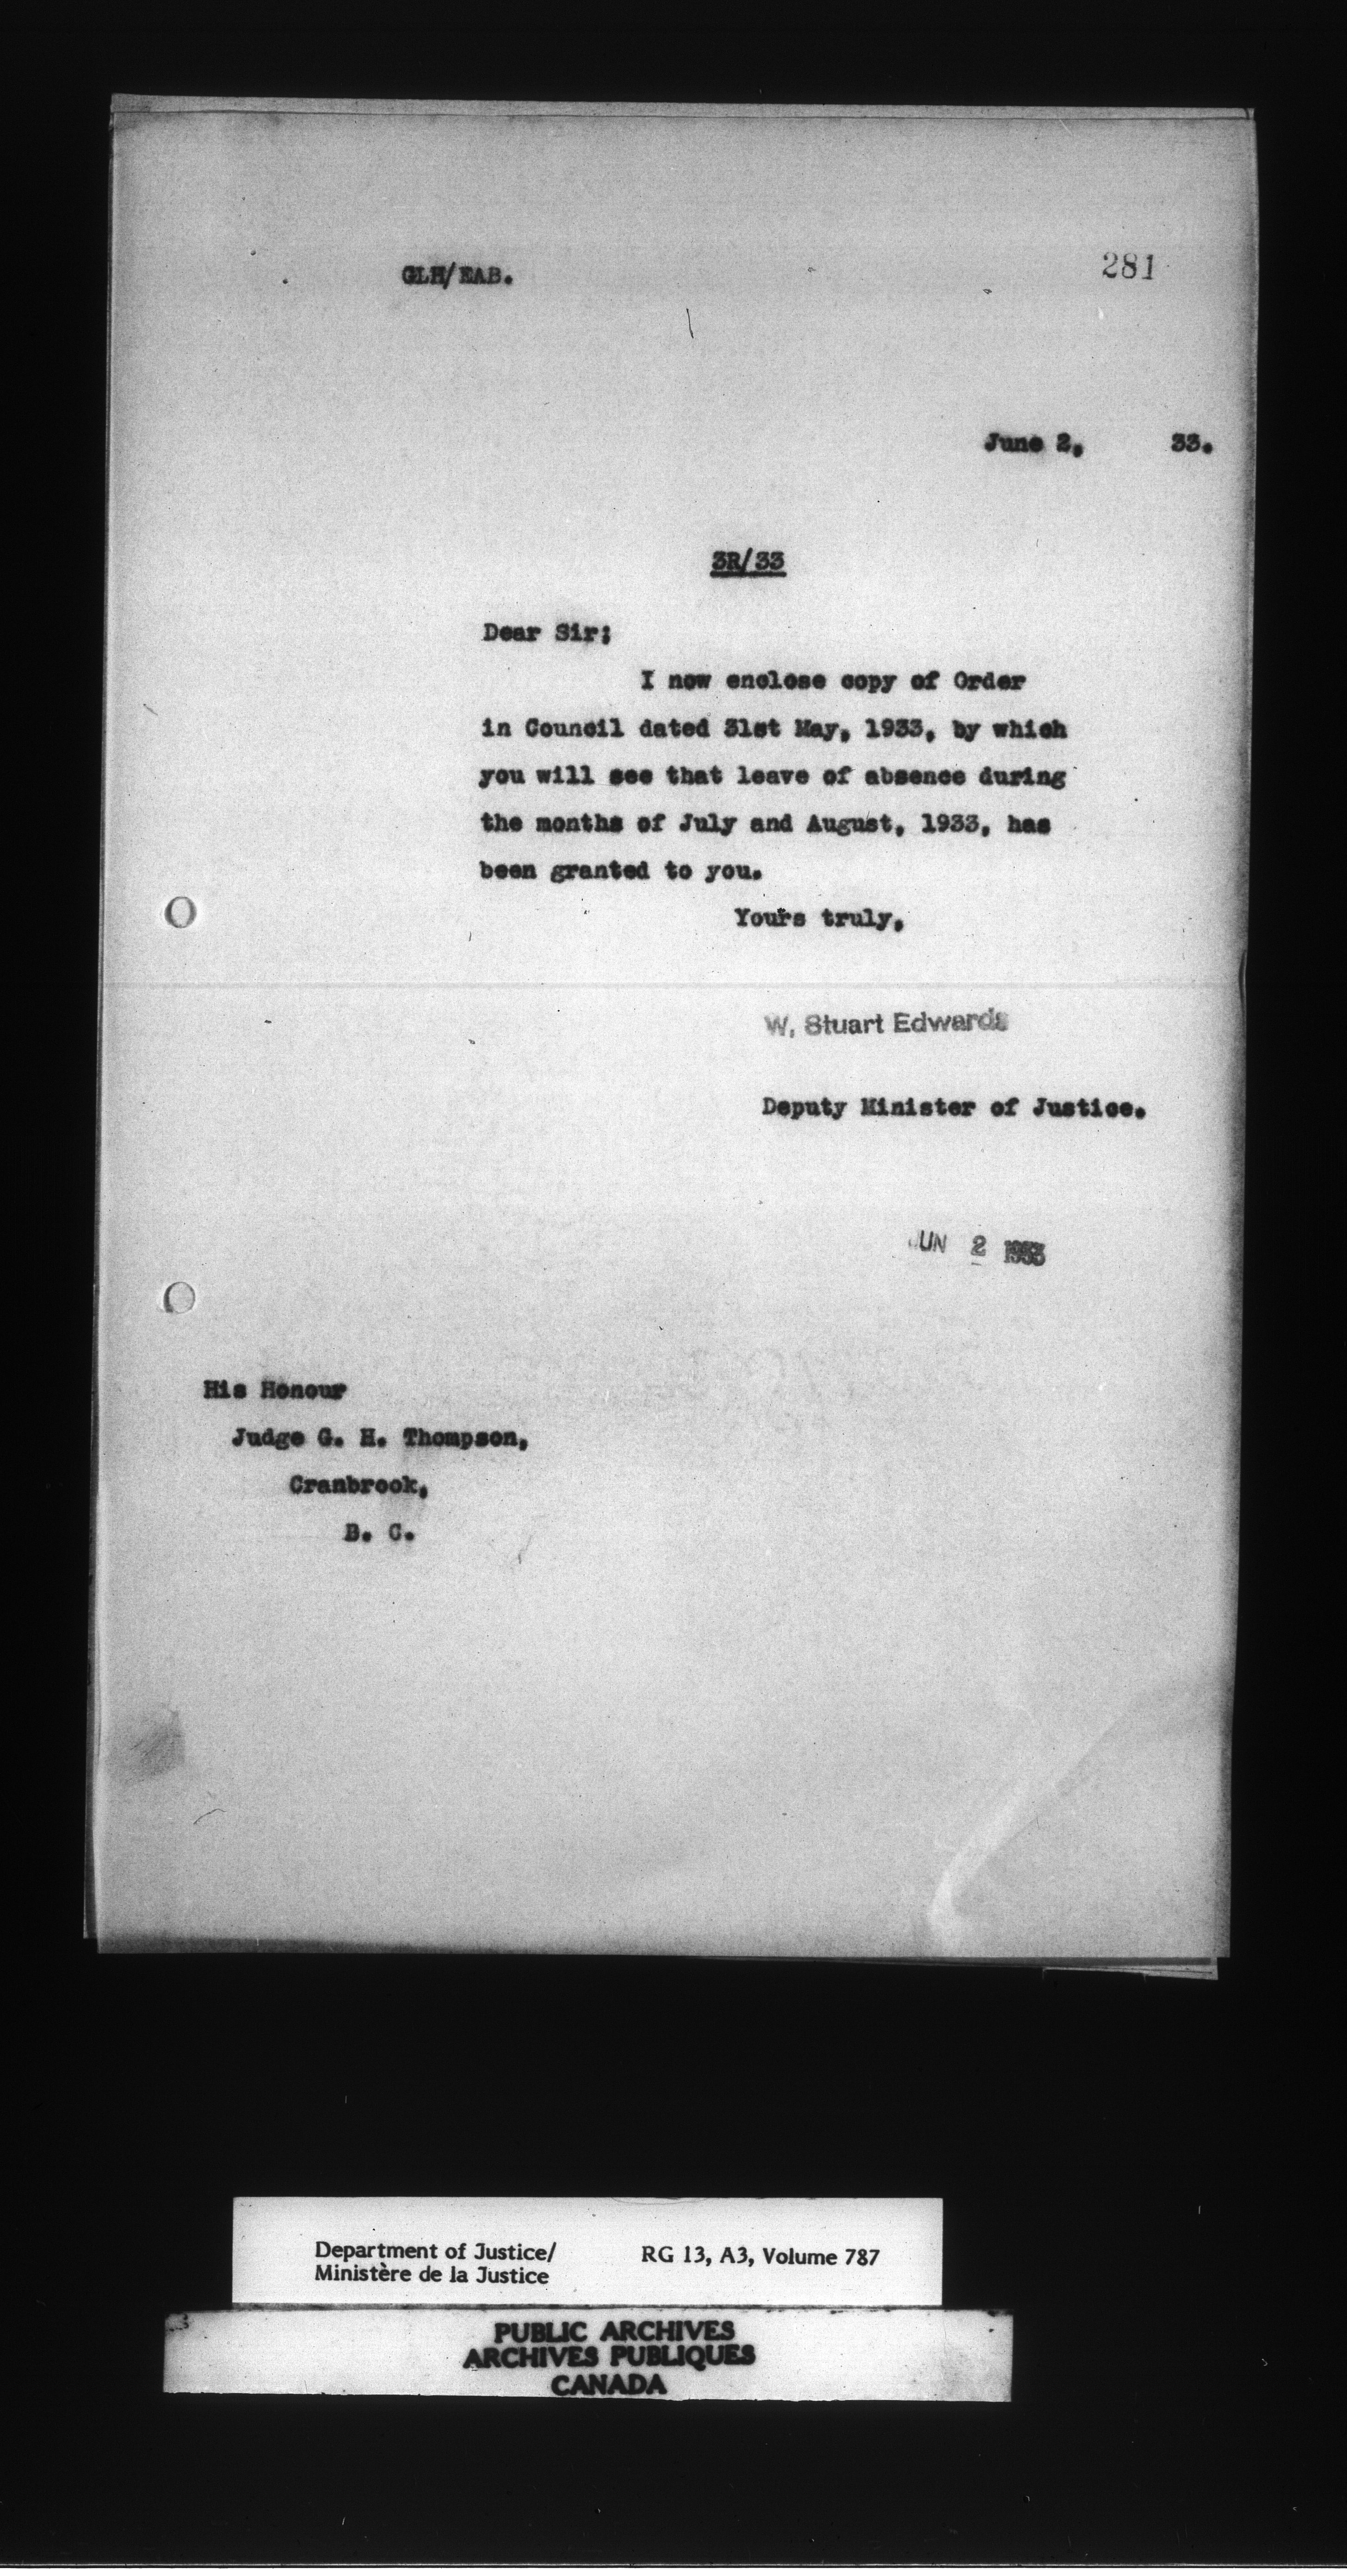 GLH/EAB.
281
June 2, 33.
3R/33
Dear Sir;
I now enclose copy of Order
in Council dated 31st May, 1933, by which
you will see that leave of absence during
the months of July and August, 1933, has
been granted to you.
Yours truly,
W. Stuart Edwards
Deputy Minister of Justice.
JUN 2 1933
His Honour
Judge G. H. Thompson,
Cranbrook,
B. C.
Department of Justice/ RG 13, A3, Volume 787
Ministère de la Justice
PUBLIC ARCHIVES
ARCHIVES PUBLIQUES
CANADA